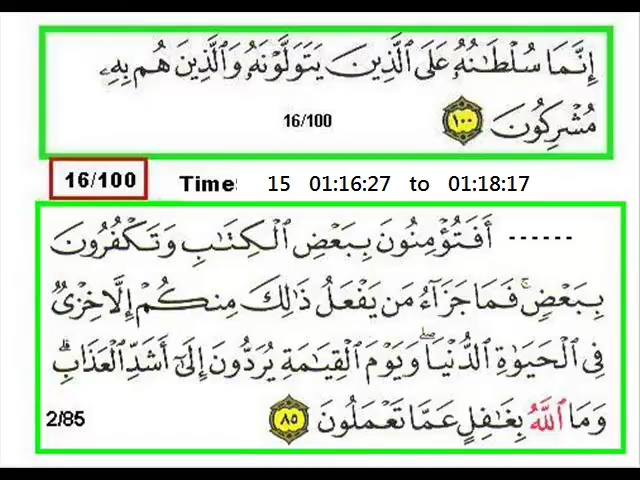 إِنَّمَا سُلْطَـٰنُهُۥ عَلَى ٱلَّذِينَ يَتَوَلَّوْنَهُۥ وَٱلَّذِينَ هُم بِهِۦ
مُشْرِكُونَ ١٠٠
16/100
16/100 Time: 15 01:16:27 to 01:18:17
------ أَفَتُؤْمِنُونَ بِبَعْضِ ٱلْكِتَـٰبِ وَتَكْفُرُونَ
بِبَعْضٍ ۚ فَمَا جَزَآءُ مَن يَفْعَلُ ذَٰلِكَ مِنكُمْ إِلَّا خِزْىٌ
فِى ٱلْحَيَوٰةِ ٱلدُّنْيَا ۖ وَيَوْمَ ٱلْقِيَـٰمَةِ يُرَدُّونَ إِلَىٰٓ أَشَدِّ ٱلْعَذَابِ ۗ
وَمَا ٱللَّهُ بِغَـٰفِلٍ عَمَّا تَعْمَلُونَ ٨٥
2/85